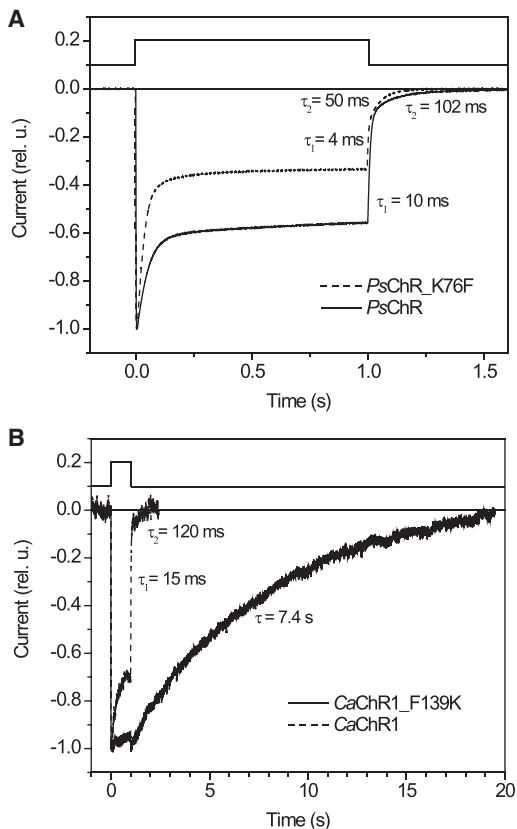 A
0.2
0.0
-0.2
-0.4
-0.6
-0.8
-1.0
Current (rel. u.)
τ2= 50 ms
τ2= 102 ms
τ1= 4 ms
τ1 = 10 ms
PsChR_K76F
PsChR
0.0 0.5 1.0 1.5
Time (s)
B
0.2
0.0
-0.2
-0.4
-0.6
-0.8
-1.0
Current (rel. u.)
τ2= 120 ms
τ1= 15 ms
τ = 7.4 s
CaChR1_F139K
CaChR1
0 5 10 15 20
Time (s)